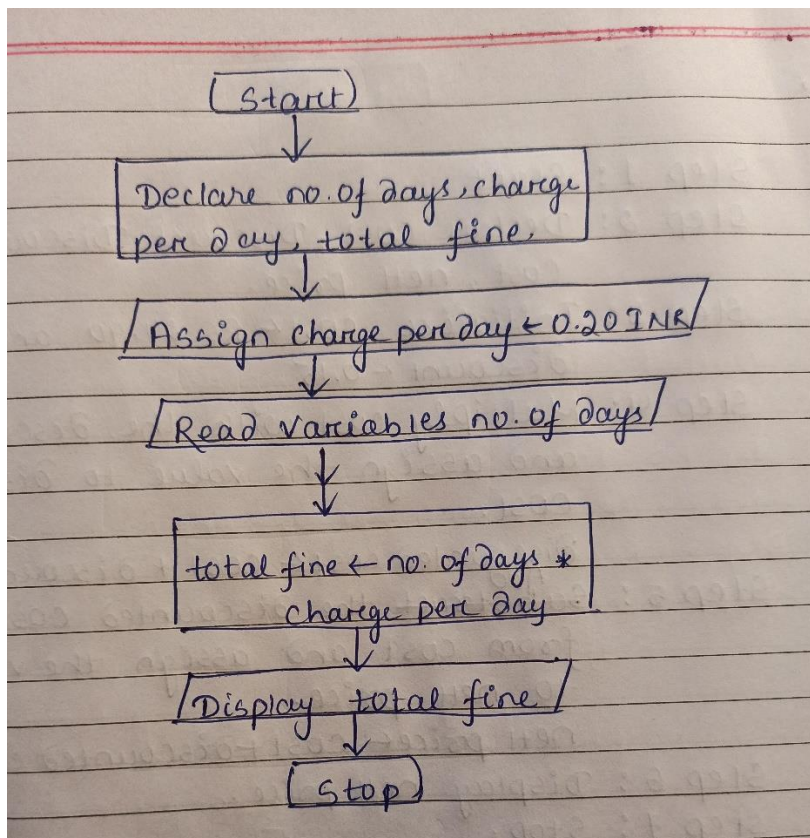 Start
Declare no. of days, charge
per day, total fine,
Assign charge per day ← 0.20 INR
Read variables no. of days
total fine ← no. of days *
charge per day
Display total fine
Stop